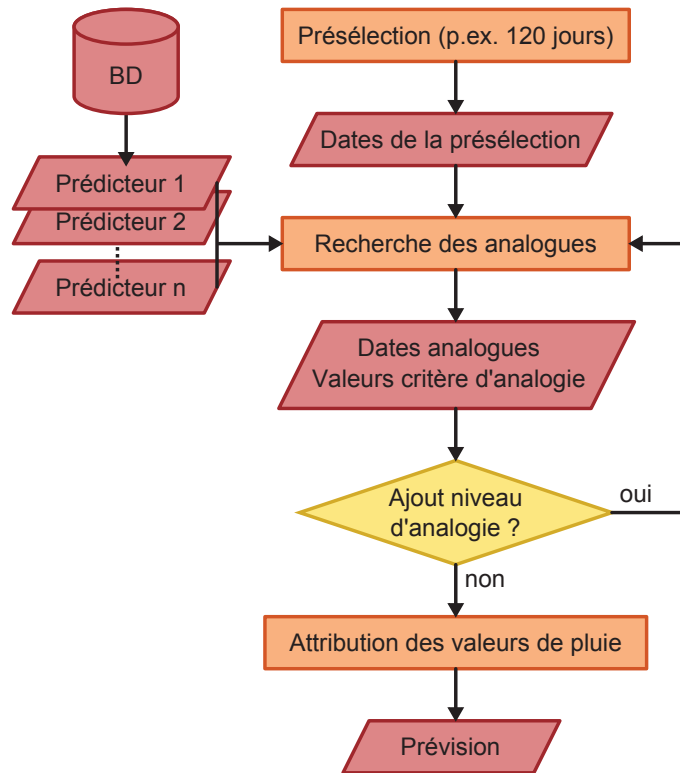 BD
Présélection (p.ex. 120 jours)
Dates de la présélection
Prédicteur 1
Prédicteur 2
Prédicteur n
Recherche des analogues
Dates analogues
Valeurs critère d'analogie
Ajout niveau
d'analogie ?
oui
non
Attribution des valeurs de pluie
Prévision